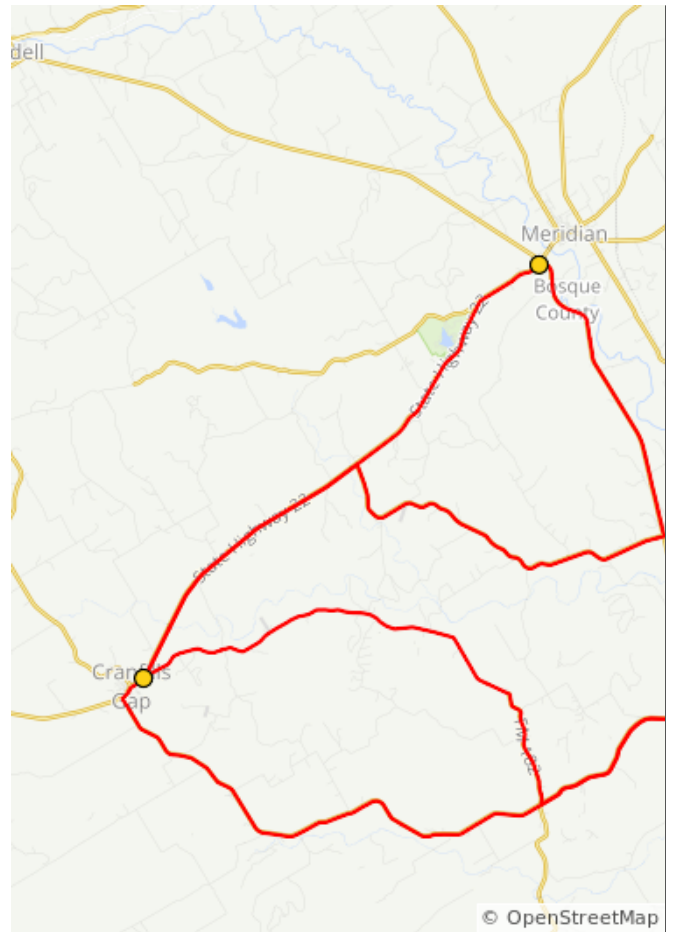 dell
Meridian
Bosque
County
State Highway 22
State Highway 22
Cranfills
Gap
FM 182
© OpenStreetMap